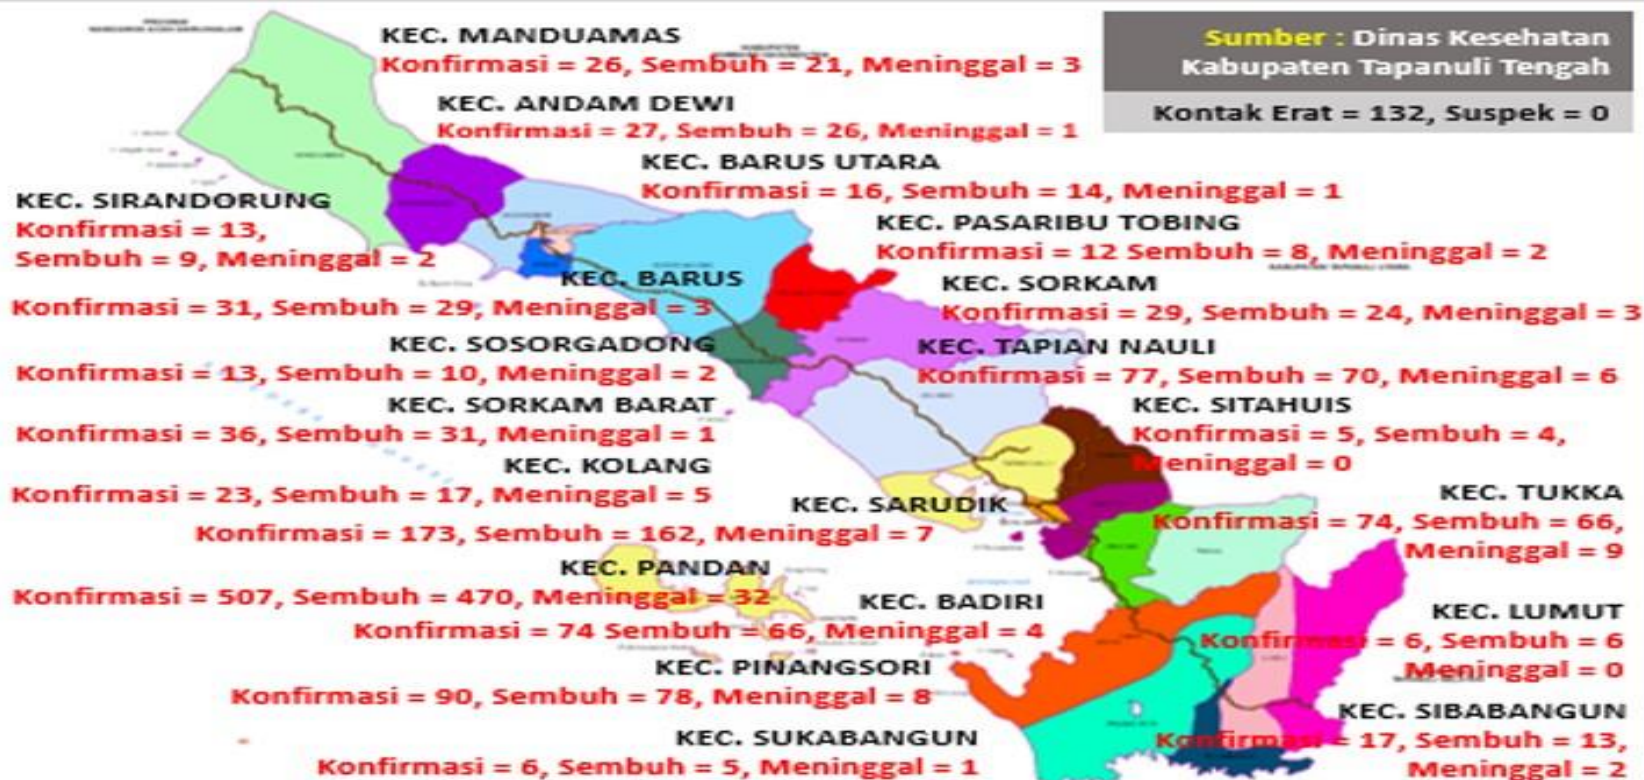 KEC. MANDUAMAS
Konfirmasi = 26, Sembuh = 21, Meninggal = 3
Sumber : Dinas Kesehatan
Kabupaten Tapanuli Tengah
Kontak Erat = 132, Suspek = 0
KEC. ANDAM DEWI
Konfirmasi = 27, Sembuh = 26, Meninggal = 1
KEC. BARUS UTARA
Konfirmasi = 16, Sembuh = 14, Meninggal = 1
KEC. SIRANDORUNG
Konfirmasi = 13,
Sembuh = 9, Meninggal = 2
KEC. PASARIBU TOBING
Konfirmasi = 12 Sembuh = 8, Meninggal = 2
KEC. BARUS
Konfirmasi = 31, Sembuh = 29, Meninggal = 3
KEC. SORKAM
Konfirmasi = 29, Sembuh = 24, Meninggal = 3
KEC. SOSORGADONG
Konfirmasi = 13, Sembuh = 10, Meninggal = 2
KEC. TAPIAN NAULI
Konfirmasi = 77, Sembuh = 70, Meninggal = 6
KEC. SORKAM BARAT
Konfirmasi = 36, Sembuh = 31, Meninggal = 1
KEC. SITAHUIS
Konfirmasi = 5, Sembuh = 4,
Meninggal = 0
KEC. KOLANG
Konfirmasi = 23, Sembuh = 17, Meninggal = 5
KEC. SARUDIK
Konfirmasi = 173, Sembuh = 162, Meninggal = 7
KEC. TUKKA
Konfirmasi = 74, Sembuh = 66,
Meninggal = 9
KEC. PANDAN
Konfirmasi = 507, Sembuh = 470, Meninggal = 32
KEC. BADIRI
Konfirmasi = 74 Sembuh = 66, Meninggal = 4
KEC. LUMUT
Konfirmasi = 6, Sembuh = 6
Meninggal = 0
KEC. PINANGSORI
Konfirmasi = 90, Sembuh = 78, Meninggal = 8
KEC. SIBABANGUN
Konfirmasi = 17, Sembuh = 13,
Meninggal = 2
KEC. SUKABANGUN
Konfirmasi = 6, Sembuh = 5, Meninggal = 1